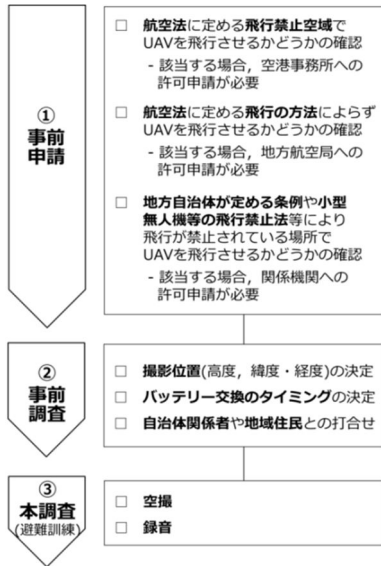 ①
事前
申請
□ 航空法に定める飛行禁止空域で
UAVを飛行させるかどうかの確認
- 該当する場合，空港事務所への
許可申請が必要
□ 航空法に定める飛行の方法によらず
UAVを飛行させるかどうかの確認
- 該当する場合，地方航空局への
許可申請が必要
□ 地方自治体が定める条例や小型
無人機等の飛行禁止法等により
飛行が禁止されている場所で
UAVを飛行させるかどうかの確認
- 該当する場合，関係機関への
許可申請が必要
②
事前
調査
□ 撮影位置(高度，緯度・経度)の決定
□ バッテリー交換のタイミングの決定
□ 自治体関係者や地域住民との打合せ
③
本調査
(避難訓練)
□ 空撮
□ 録音